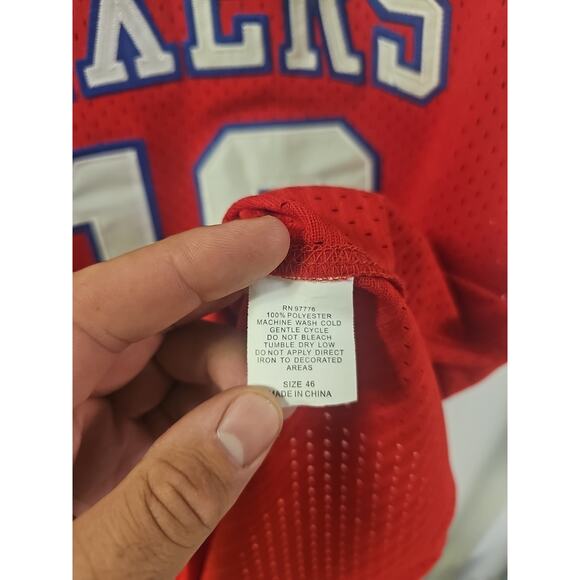 KERS
RN 97776
100% POLYESTER
MACHINE WASH COLD
GENTLE CYCLE
DO NOT BLEACH
TUMBLE DRY LOW
DO NOT APPLY DIRECT
IRON TO DECORATED
AREAS
SIZE 46
MADE IN CHINA